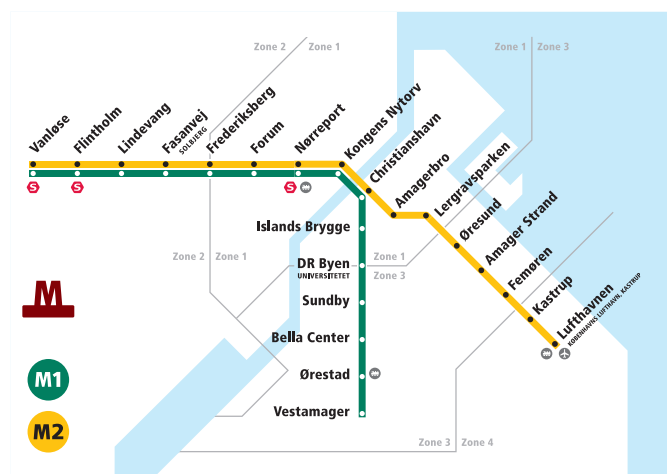 Zone 2
Zone 1
Zone 1
Zone 3
Vanløse
Flintholm
Lindevang
Fasanvej
SOLBJERG
Frederiksberg
Forum
Nørreport
Kongens Nytorv
Christianshavn
Amagerbro
Lergravsparken
Øresund
Amager Strand
Femøren
Kastrup
Lufthavnen
KØBENHAVNS LUFTHAVN, KASTRUP
S
S
S
Islands Brygge
Zone 2
Zone 1
DR Byen
UNIVERSITETET
Zone 1
Zone 3
Sundby
Bella Center
Ørestad
Vestamager
M
M1
M2
Zone 3
Zone 4